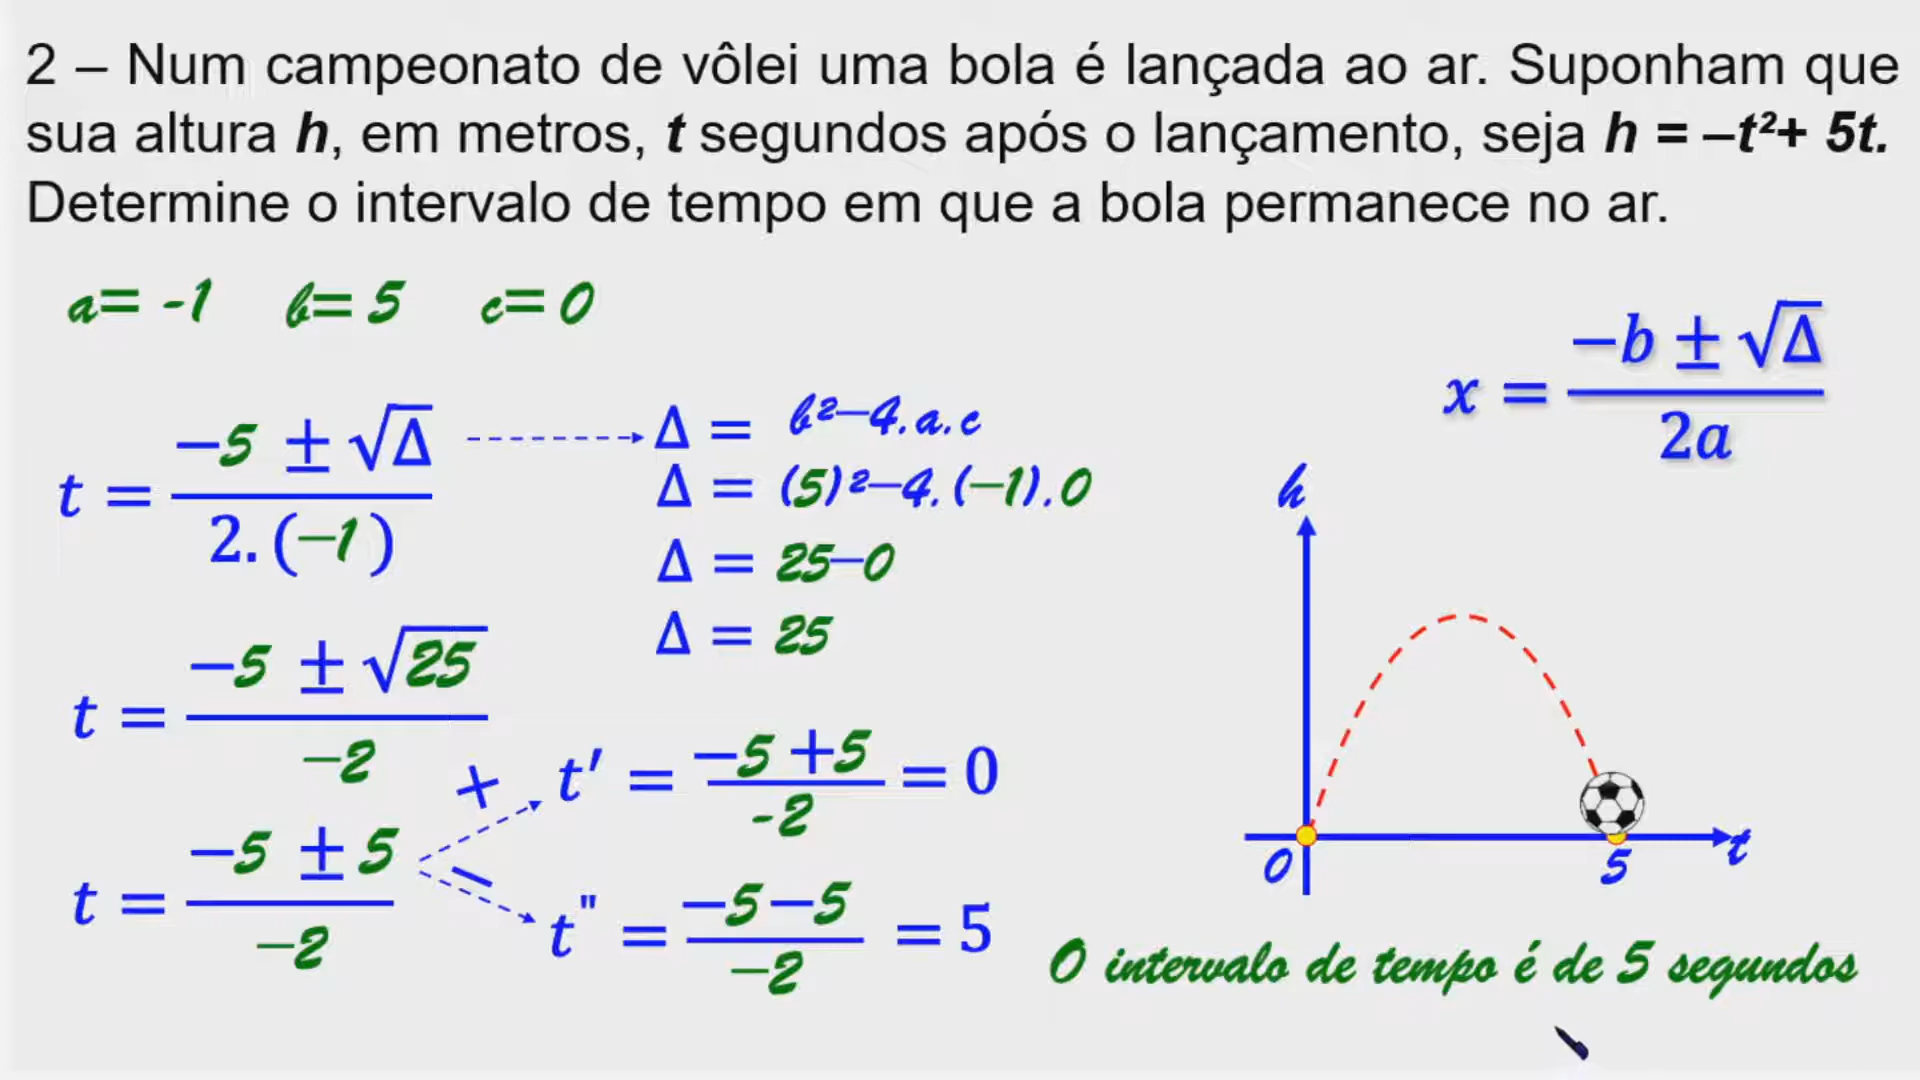 2 – Num campeonato de vôlei uma bola é lançada ao ar. Suponham que
sua altura h, em metros, t segundos após o lançamento, seja h = –t²+ 5t.
Determine o intervalo de tempo em que a bola permanece no ar.
a= -1 b= 5 c= 0
x = (−b ± √Δ) / 2a
t = (−5 ± √Δ) / 2.(−1)
Δ = b²−4.a.c
Δ = (5)²−4.(−1).0
Δ = 25−0
Δ = 25
t = (−5 ± √25) / −2
t = (−5 ± 5) / −2
+ t' = (−5 +5) / -2 = 0
− t" = (−5−5) / −2 = 5
h
0 5 t
O intervalo de tempo é de 5 segundos